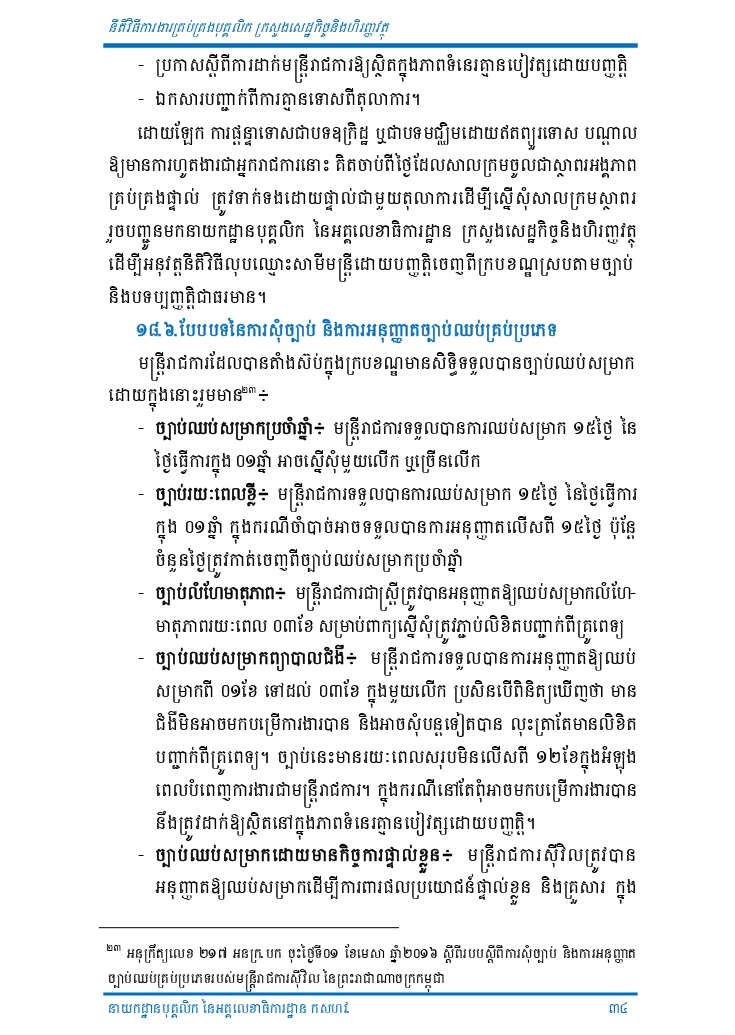 នីតិវិធីការងារគ្រប់គ្រងបុគ្គលិក ក្រសួងសេដ្ឋកិច្ចនិងហិរញ្ញវត្ថុ
- ប្រកាសស្តីពីការដាក់មន្ត្រីរាជការឱ្យស្ថិតក្នុងភាពទំនេរគ្មានបៀវត្សដោយបញ្ញត្តិ
- ឯកសារបញ្ជាក់ពីការគ្មានទោសពីតុលាការ។
ដោយឡែក ការផ្តន្ទាទោសជាបទឧក្រិដ្ឋ ឬជាបទមជ្ឈិមដោយឥតព្យួរទោស បណ្តាល
ឱ្យមានការហូតងារជាអ្នករាជការនោះ គិតចាប់ពីថ្ងៃដែលសាលក្រមចូលជាស្ថាពរអង្គភាព
គ្រប់គ្រងផ្ទាល់ ត្រូវទាក់ទងដោយផ្ទាល់ជាមួយតុលាការដើម្បីស្នើសុំសាលក្រមស្ថាពរ
រួចបញ្ជូនមកនាយកដ្ឋានបុគ្គលិក នៃអគ្គលេខាធិការដ្ឋាន ក្រសួងសេដ្ឋកិច្ចនិងហិរញ្ញវត្ថុ
ដើម្បីអនុវត្តនីតិវិធីលុបឈ្មោះសាមីមន្ត្រីដោយបញ្ញត្តិចេញពីក្របខណ្ឌស្របតាមច្បាប់
និងបទប្បញ្ញត្តិជាធរមាន។
១៨.៦.បែបបទនៃការសុំច្បាប់ និងការអនុញ្ញាតច្បាប់ឈប់គ្រប់ប្រភេទ
មន្ត្រីរាជការដែលបានតាំងស៊ប់ក្នុងក្របខណ្ឌមានសិទ្ធិទទួលបានច្បាប់ឈប់សម្រាក
ដោយក្នុងនោះរួមមាន២៣÷
- ច្បាប់ឈប់សម្រាកប្រចាំឆ្នាំ÷ មន្ត្រីរាជការទទួលបានការឈប់សម្រាក ១៥ថ្ងៃ នៃ
ថ្ងៃធ្វើការក្នុង ០១ឆ្នាំ អាចស្នើសុំមួយលើក ឬច្រើនលើក
- ច្បាប់រយៈពេលខ្លី÷ មន្ត្រីរាជការទទួលបានការឈប់សម្រាក ១៥ថ្ងៃ នៃថ្ងៃធ្វើការ
ក្នុង ០១ឆ្នាំ ក្នុងករណីចាំបាច់អាចទទួលបានការអនុញ្ញាតលើសពី ១៥ថ្ងៃ ប៉ុន្តែ
ចំនួនថ្ងៃត្រូវកាត់ចេញពីច្បាប់ឈប់សម្រាកប្រចាំឆ្នាំ
- ច្បាប់លំហែមាតុភាព÷ មន្ត្រីរាជការជាស្ត្រីត្រូវបានអនុញ្ញាតឱ្យឈប់សម្រាកលំហែ-
មាតុភាពរយៈពេល ០៣ខែ សម្រាប់ពាក្យស្នើសុំត្រូវភ្ជាប់លិខិតបញ្ជាក់ពីគ្រូពេទ្យ
- ច្បាប់ឈប់សម្រាកព្យាបាលជំងឺ÷ មន្ត្រីរាជការទទួលបានការអនុញ្ញាតឱ្យឈប់
សម្រាកពី ០១ខែ ទៅដល់ ០៣ខែ ក្នុងមួយលើក ប្រសិនបើពិនិត្យឃើញថា មាន
ជំងឺមិនអាចមកបម្រើការងារបាន និងអាចសុំបន្តទៀតបាន លុះត្រាតែមានលិខិត
បញ្ជាក់ពីគ្រូពេទ្យ។ ច្បាប់នេះមានរយៈពេលសរុបមិនលើសពី ១២ខែក្នុងអំឡុង
ពេលបំពេញការងារជាមន្ត្រីរាជការ។ ក្នុងករណីនៅតែពុំអាចមកបម្រើការងារបាន
នឹងត្រូវដាក់ឱ្យស្ថិតនៅក្នុងភាពទំនេរគ្មានបៀវត្សដោយបញ្ញត្តិ។
- ច្បាប់ឈប់សម្រាកដោយមានកិច្ចការផ្ទាល់ខ្លួន÷ មន្ត្រីរាជការស៊ីវិលត្រូវបាន
អនុញ្ញាតឱ្យឈប់សម្រាកដើម្បីការពារផលប្រយោជន៍ផ្ទាល់ខ្លួន និងគ្រួសារ ក្នុង
២៣ អនុក្រឹត្យលេខ ២១៧ អនក្រ.បក ចុះថ្ងៃទី០១ ខែមេសា ឆ្នាំ២០១៦ ស្តីពីរបបស្តីពីការសុំច្បាប់ និងការអនុញ្ញាត
ច្បាប់ឈប់គ្រប់ប្រភេទរបស់មន្ត្រីរាជការស៊ីវិល នៃព្រះរាជាណាចក្រកម្ពុជា
នាយកដ្ឋានបុគ្គលិក នៃអគ្គលេខាធិការដ្ឋាន កសហវ. ៣៤